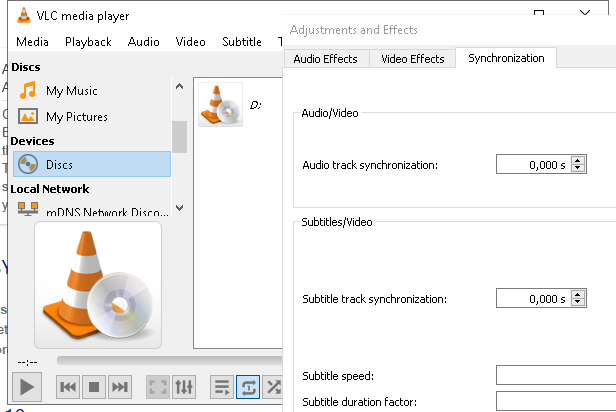 VLC media player
Media Playback Audio Video Subtitle
Discs
My Music
My Pictures
Devices
Discs
Local Network
mDNS Network Disco...
D:
--:--
Adjustments and Effects
Audio Effects Video Effects Synchronization
Audio/Video
Audio track synchronization: 0,000 s
Subtitles/Video
Subtitle track synchronization: 0,000 s
Subtitle speed:
Subtitle duration factor: